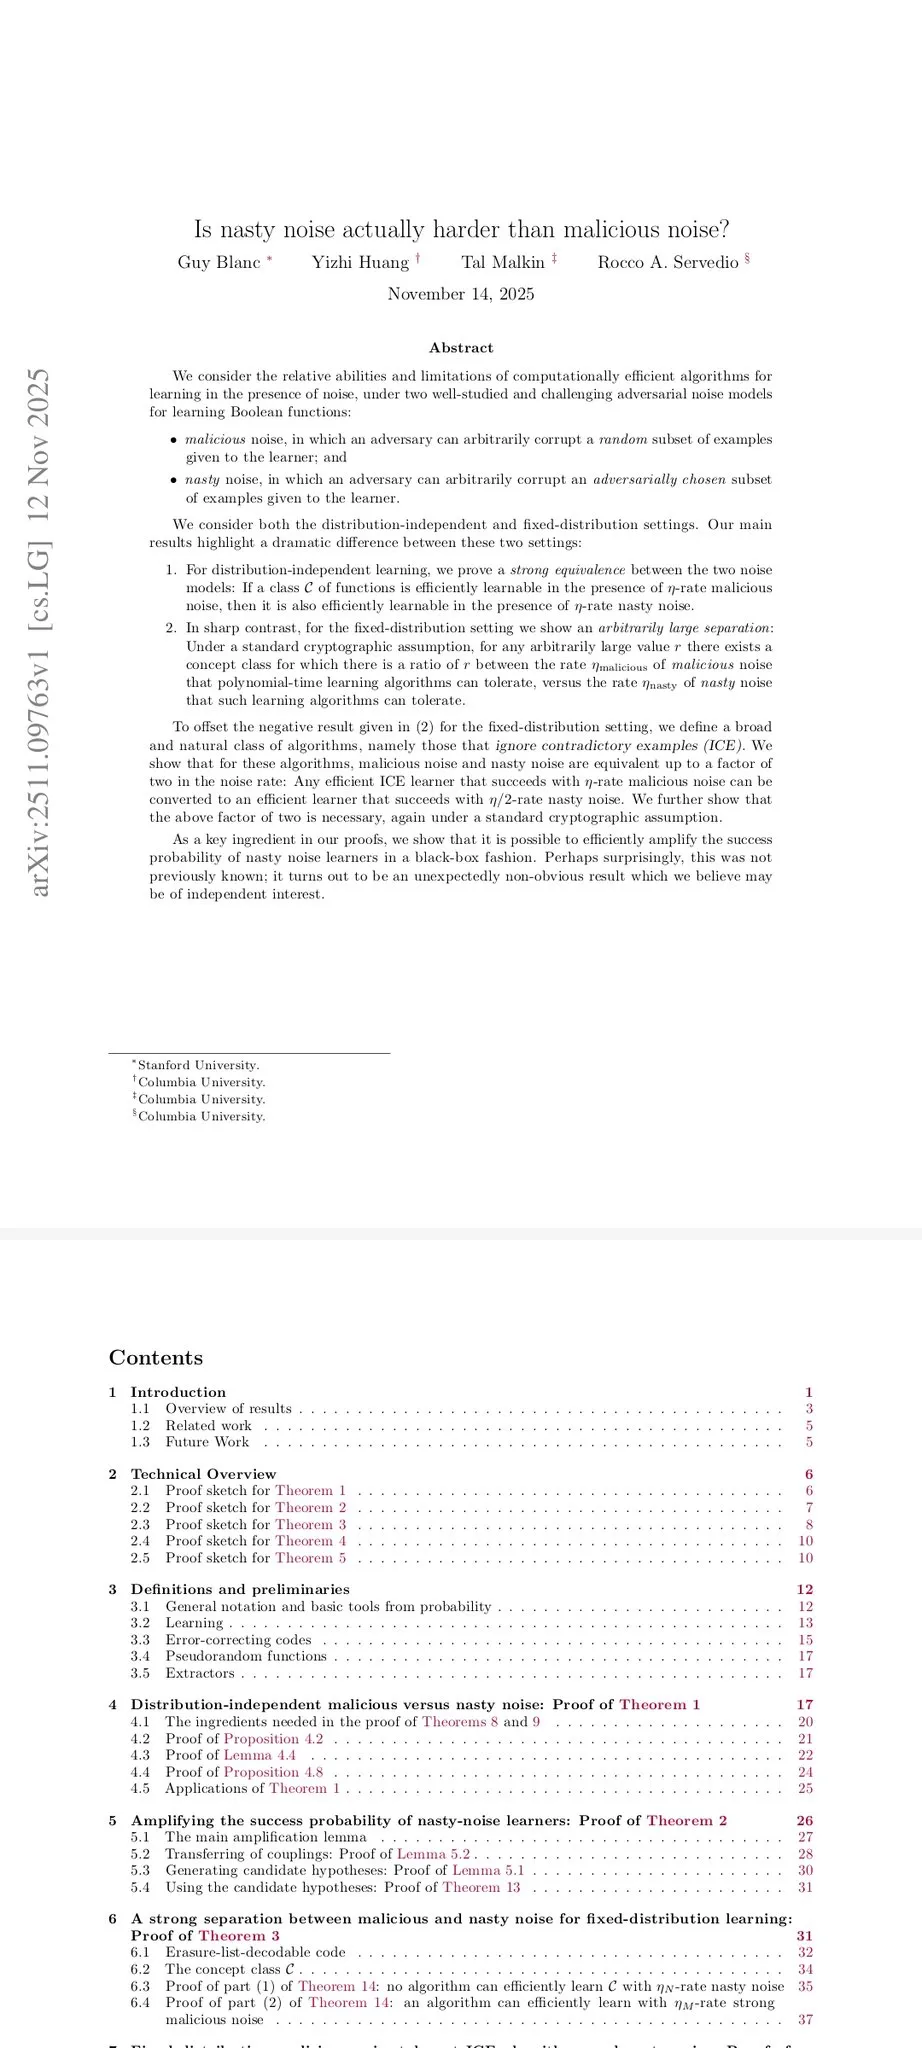 Is nasty noise actually harder than malicious noise?
Guy Blanc * Yizhi Huang † Tal Malkin ‡ Rocco A. Servedio §
November 14, 2025
arXiv:2511.09763v1 [cs.LG] 12 Nov 2025
Abstract
We consider the relative abilities and limitations of computationally efficient algorithms for
learning in the presence of noise, under two well-studied and challenging adversarial noise models
for learning Boolean functions:
• malicious noise, in which an adversary can arbitrarily corrupt a random subset of examples
given to the learner; and
• nasty noise, in which an adversary can arbitrarily corrupt an adversarially chosen subset
of examples given to the learner.
We consider both the distribution-independent and fixed-distribution settings. Our main
results highlight a dramatic difference between these two settings:
1. For distribution-independent learning, we prove a strong equivalence between the two noise
models: If a class C of functions is efficiently learnable in the presence of η-rate malicious
noise, then it is also efficiently learnable in the presence of η-rate nasty noise.
2. In sharp contrast, for the fixed-distribution setting we show an arbitrarily large separation:
Under a standard cryptographic assumption, for any arbitrarily large value r there exists a
concept class for which there is a ratio of r between the rate ηmalicious of malicious noise
that polynomial-time learning algorithms can tolerate, versus the rate ηnasty of nasty noise
that such learning algorithms can tolerate.
To offset the negative result given in (2) for the fixed-distribution setting, we define a broad
and natural class of algorithms, namely those that ignore contradictory examples (ICE). We
show that for these algorithms, malicious noise and nasty noise are equivalent up to a factor of
two in the noise rate: Any efficient ICE learner that succeeds with η-rate malicious noise can be
converted to an efficient learner that succeeds with η/2-rate nasty noise. We further show that
the above factor of two is necessary, again under a standard cryptographic assumption.
As a key ingredient in our proofs, we show that it is possible to efficiently amplify the success
probability of nasty noise learners in a black-box fashion. Perhaps surprisingly, this was not
previously known; it turns out to be an unexpectedly non-obvious result which we believe may
be of independent interest.
*Stanford University.
†Columbia University.
‡Columbia University.
§Columbia University.
Contents
1 Introduction 1
1.1 Overview of results . . . . . . . . . . . . . . . . . . . . 3
1.2 Related work . . . . . . . . . . . . . . . . . . . . 5
1.3 Future Work . . . . . . . . . . . . . . . . . . . . 5
2 Technical Overview 6
2.1 Proof sketch for Theorem 1 . . . . . . . . . . . . . . . . . . . . 6
2.2 Proof sketch for Theorem 2 . . . . . . . . . . . . . . . . . . . . 7
2.3 Proof sketch for Theorem 3 . . . . . . . . . . . . . . . . . . . . 8
2.4 Proof sketch for Theorem 4 . . . . . . . . . . . . . . . . . . . . 10
2.5 Proof sketch for Theorem 5 . . . . . . . . . . . . . . . . . . . . 10
3 Definitions and preliminaries 12
3.1 General notation and basic tools from probability . . . . . . . . . . . . . . . . . . . . 12
3.2 Learning . . . . . . . . . . . . . . . . . . . . 13
3.3 Error-correcting codes . . . . . . . . . . . . . . . . . . . . 15
3.4 Pseudorandom functions . . . . . . . . . . . . . . . . . . . . 17
3.5 Extractors . . . . . . . . . . . . . . . . . . . . 17
4 Distribution-independent malicious versus nasty noise: Proof of Theorem 1 17
4.1 The ingredients needed in the proof of Theorems 8 and 9 . . . . . . . . . . . . . . . . 20
4.2 Proof of Proposition 4.2 . . . . . . . . . . . . . . . . . . . . 21
4.3 Proof of Lemma 4.4 . . . . . . . . . . . . . . . . . . . . 22
4.4 Proof of Proposition 4.8 . . . . . . . . . . . . . . . . . . . . 24
4.5 Applications of Theorem 1 . . . . . . . . . . . . . . . . . . . . 25
5 Amplifying the success probability of nasty-noise learners: Proof of Theorem 2 26
5.1 The main amplification lemma . . . . . . . . . . . . . . . . . . . . 27
5.2 Transferring of couplings: Proof of Lemma 5.2 . . . . . . . . . . . . . . . . . . . . 28
5.3 Generating candidate hypotheses: Proof of Lemma 5.1 . . . . . . . . . . . . . . . . . 30
5.4 Using the candidate hypotheses: Proof of Theorem 13 . . . . . . . . . . . . . . . . . 31
6 A strong separation between malicious and nasty noise for fixed-distribution learning:
Proof of Theorem 3 31
6.1 Erasure-list-decodable code . . . . . . . . . . . . . . . . . . . . 32
6.2 The concept class C . . . . . . . . . . . . . . . . . . . . 34
6.3 Proof of part (1) of Theorem 14: no algorithm can efficiently learn C with ηN-rate nasty noise 35
6.4 Proof of part (2) of Theorem 14: an algorithm can efficiently learn with ηM-rate strong
malicious noise . . . . . . . . . . . . . . . . . . . . 37